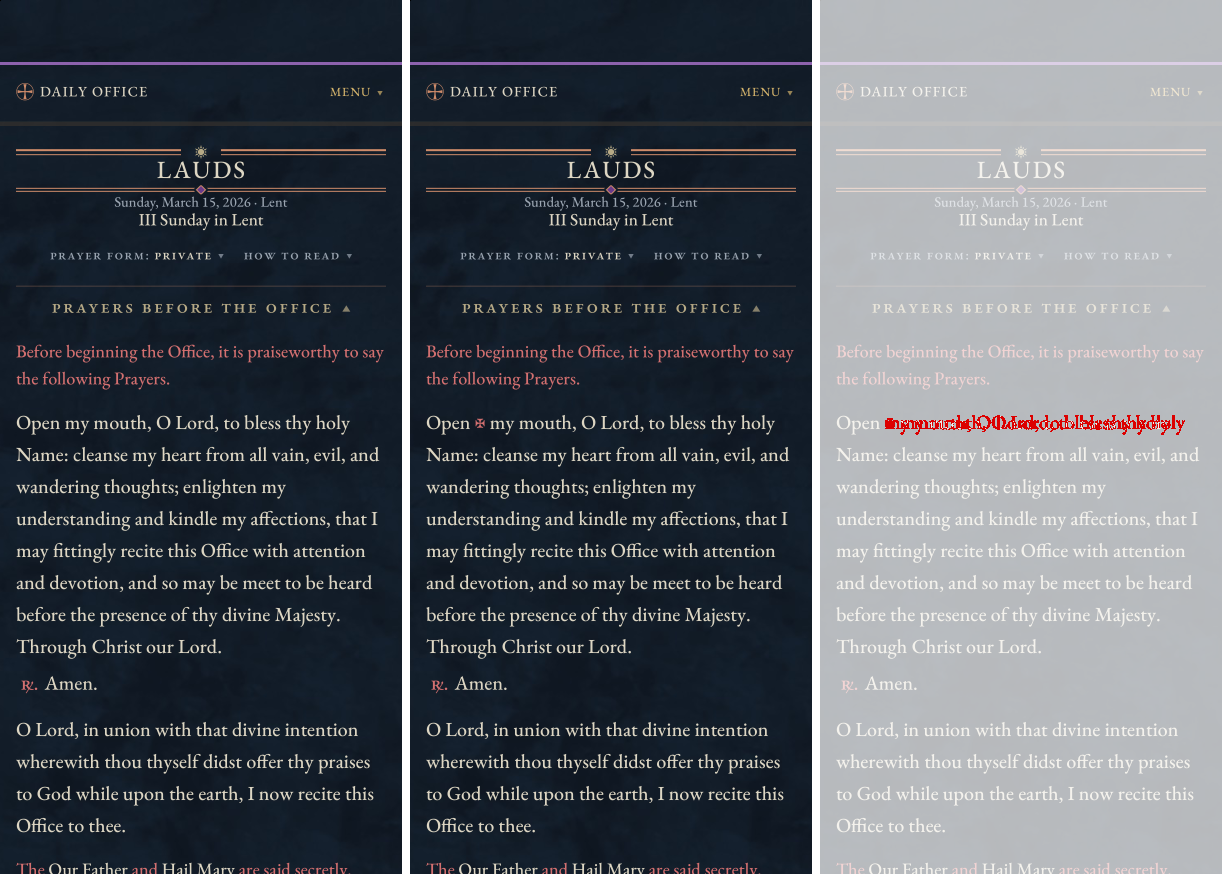 DAILY OFFICE
MENU ▼
LAUDS
Sunday, March 15, 2026 · Lent
III Sunday in Lent
PRAYER FORM: PRIVATE ▼ HOW TO READ ▼
PRAYERS BEFORE THE OFFICE ▲
Before beginning the Office, it is praiseworthy to say
the following Prayers.
Open my mouth, O Lord, to bless thy holy
Name: cleanse my heart from all vain, evil, and
wandering thoughts; enlighten my
understanding and kindle my affections, that I
may fittingly recite this Office with attention
and devotion, and so may be meet to be heard
before the presence of thy divine Majesty.
Through Christ our Lord.
℟. Amen.
O Lord, in union with that divine intention
wherewith thou thyself didst offer thy praises
to God while upon the earth, I now recite this
Office to thee.
The Our Father and Hail Mary are said secretly.
DAILY OFFICE
MENU ▼
LAUDS
Sunday, March 15, 2026 · Lent
III Sunday in Lent
PRAYER FORM: PRIVATE ▼ HOW TO READ ▼
PRAYERS BEFORE THE OFFICE ▲
Before beginning the Office, it is praiseworthy to say
the following Prayers.
Open ✠ my mouth, O Lord, to bless thy holy
Name: cleanse my heart from all vain, evil, and
wandering thoughts; enlighten my
understanding and kindle my affections, that I
may fittingly recite this Office with attention
and devotion, and so may be meet to be heard
before the presence of thy divine Majesty.
Through Christ our Lord.
℟. Amen.
O Lord, in union with that divine intention
wherewith thou thyself didst offer thy praises
to God while upon the earth, I now recite this
Office to thee.
The Our Father and Hail Mary are said secretly.
DAILY OFFICE
MENU ▼
LAUDS
Sunday, March 15, 2026 · Lent
III Sunday in Lent
PRAYER FORM: PRIVATE ▼ HOW TO READ ▼
PRAYERS BEFORE THE OFFICE ▲
Before beginning the Office, it is praiseworthy to say
the following Prayers.
Open
Name: cleanse my heart from all vain, evil, and
wandering thoughts; enlighten my
understanding and kindle my affections, that I
may fittingly recite this Office with attention
and devotion, and so may be meet to be heard
before the presence of thy divine Majesty.
Through Christ our Lord.
℟. Amen.
O Lord, in union with that divine intention
wherewith thou thyself didst offer thy praises
to God while upon the earth, I now recite this
Office to thee.
The Our Father and Hail Mary are said secretly.